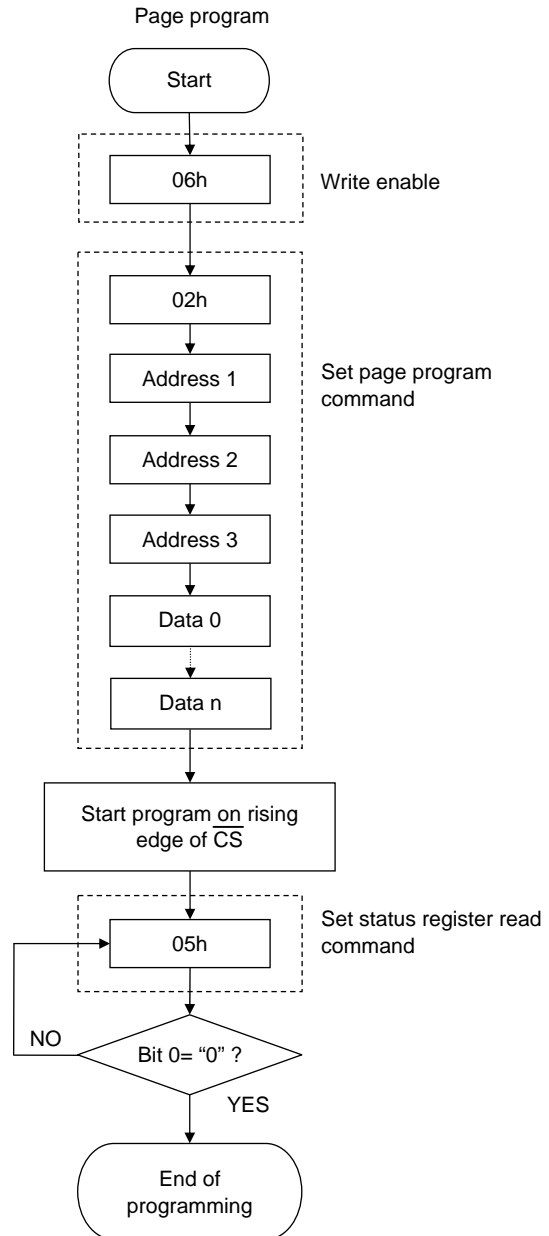 Page program
Start
06h
Write enable
02h
Address 1
Set page program
command
Address 2
Address 3
Data 0
Data n
Start program on rising
edge of C̅S̅
Set status register read
command
05h
NO
Bit 0= “0” ?
YES
End of
programming